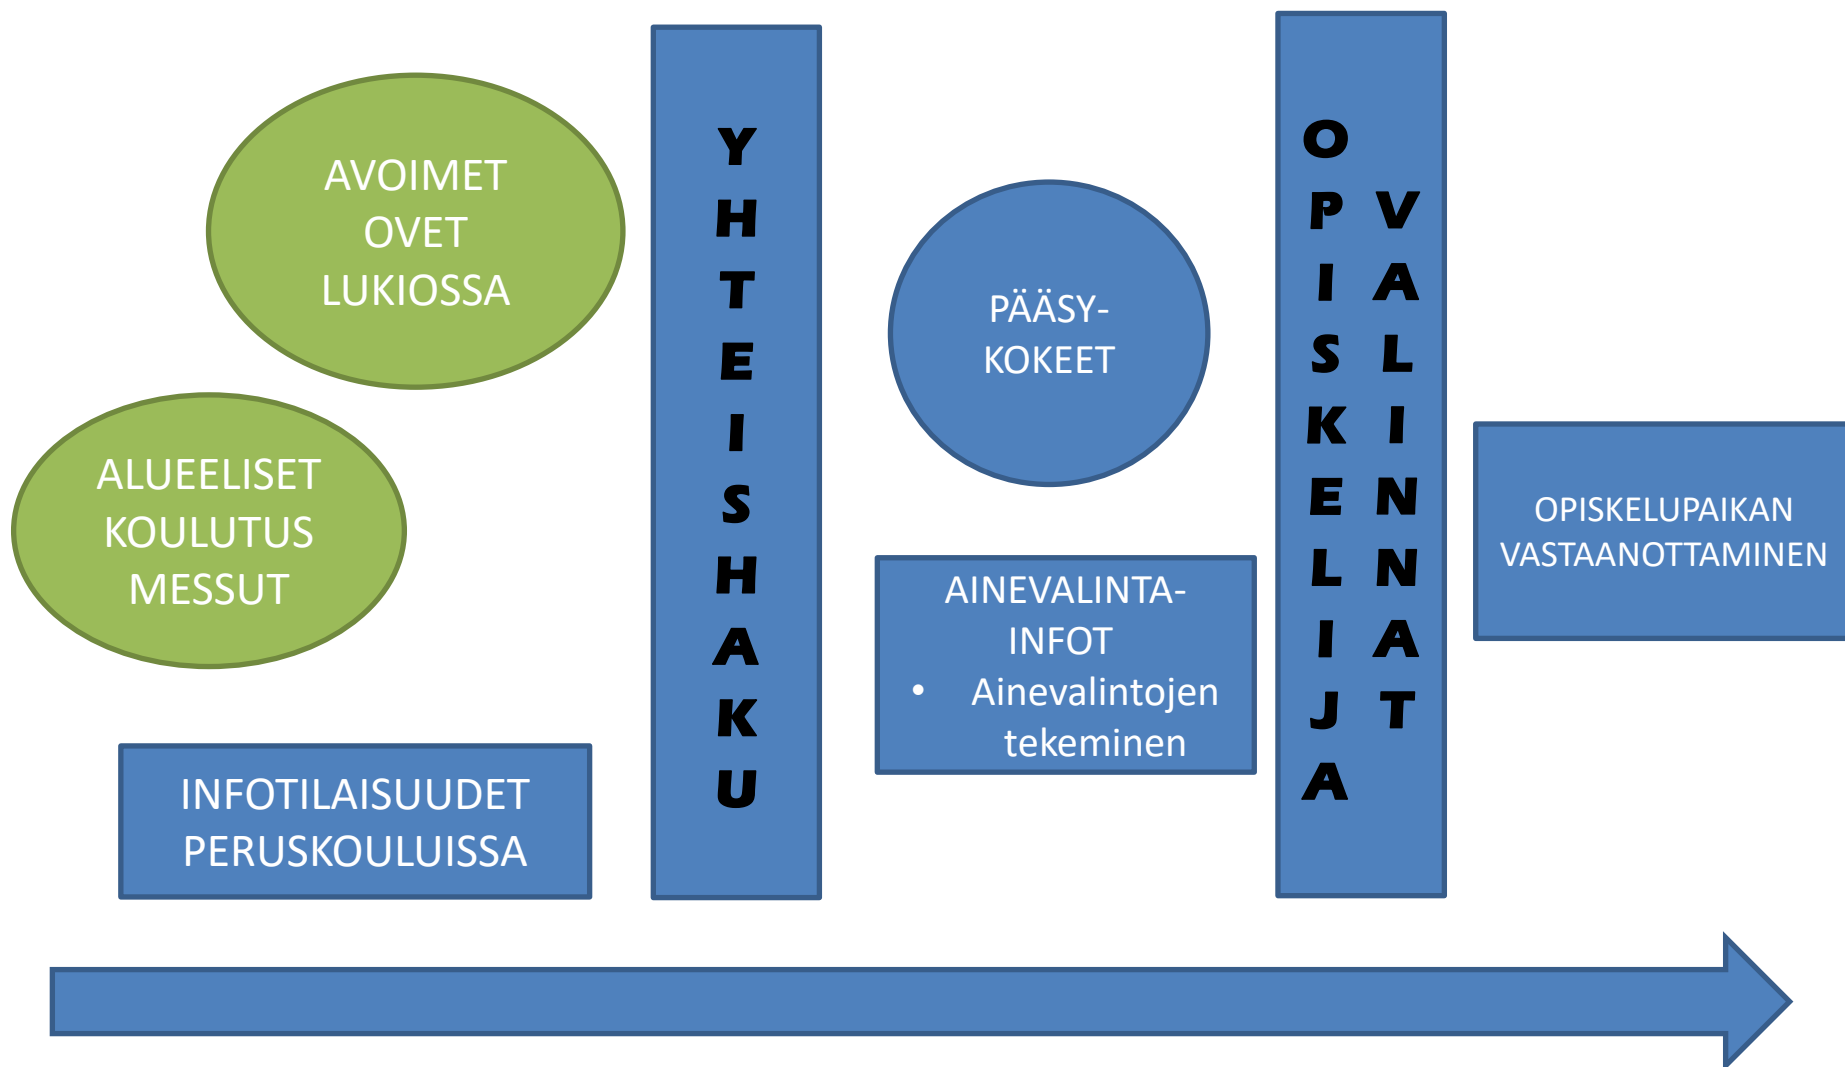 AVOIMET
OVET
LUKIOSSA
ALUEELISET
KOULUTUS
MESSUT
INFOTILAISUUDET
PERUSKOULUISSA
YHTEISHAKU
PÄÄSY-
KOKEET
AINEVALINTA-
INFOT
• Ainevalintojen
tekeminen
OPISKELIJA
VALINNAT
OPISKELUPAIKAN
VASTAANOTTAMINEN